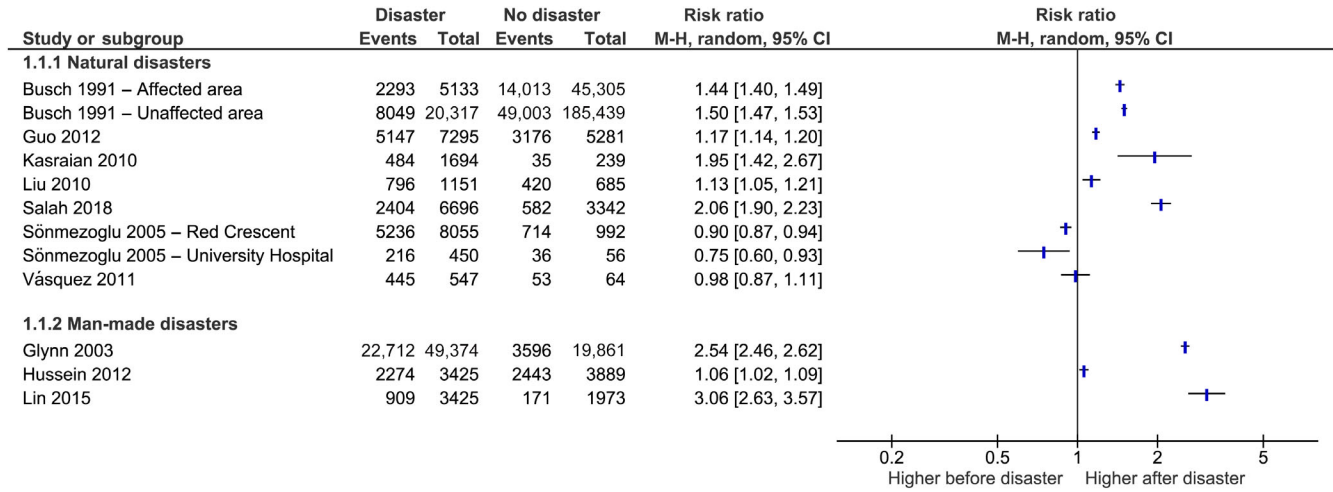 Disaster No disaster Risk ratio Risk ratio
Study or subgroup Events Total Events Total M-H, random, 95% CI M-H, random, 95% CI
1.1.1 Natural disasters
Busch 1991 – Affected area 2293 5133 14,013 45,305 1.44 [1.40, 1.49]
Busch 1991 – Unaffected area 8049 20,317 49,003 185,439 1.50 [1.47, 1.53]
Guo 2012 5147 7295 3176 5281 1.17 [1.14, 1.20]
Kasraian 2010 484 1694 35 239 1.95 [1.42, 2.67]
Liu 2010 796 1151 420 685 1.13 [1.05, 1.21]
Salah 2018 2404 6696 582 3342 2.06 [1.90, 2.23]
Sönmezoglu 2005 – Red Crescent 5236 8055 714 992 0.90 [0.87, 0.94]
Sönmezoglu 2005 – University Hospital 216 450 36 56 0.75 [0.60, 0.93]
Vásquez 2011 445 547 53 64 0.98 [0.87, 1.11]
1.1.2 Man-made disasters
Glynn 2003 22,712 49,374 3596 19,861 2.54 [2.46, 2.62]
Hussein 2012 2274 3425 2443 3889 1.06 [1.02, 1.09]
Lin 2015 909 3425 171 1973 3.06 [2.63, 3.57]
0.2 0.5 1 2 5
Higher before disaster Higher after disaster